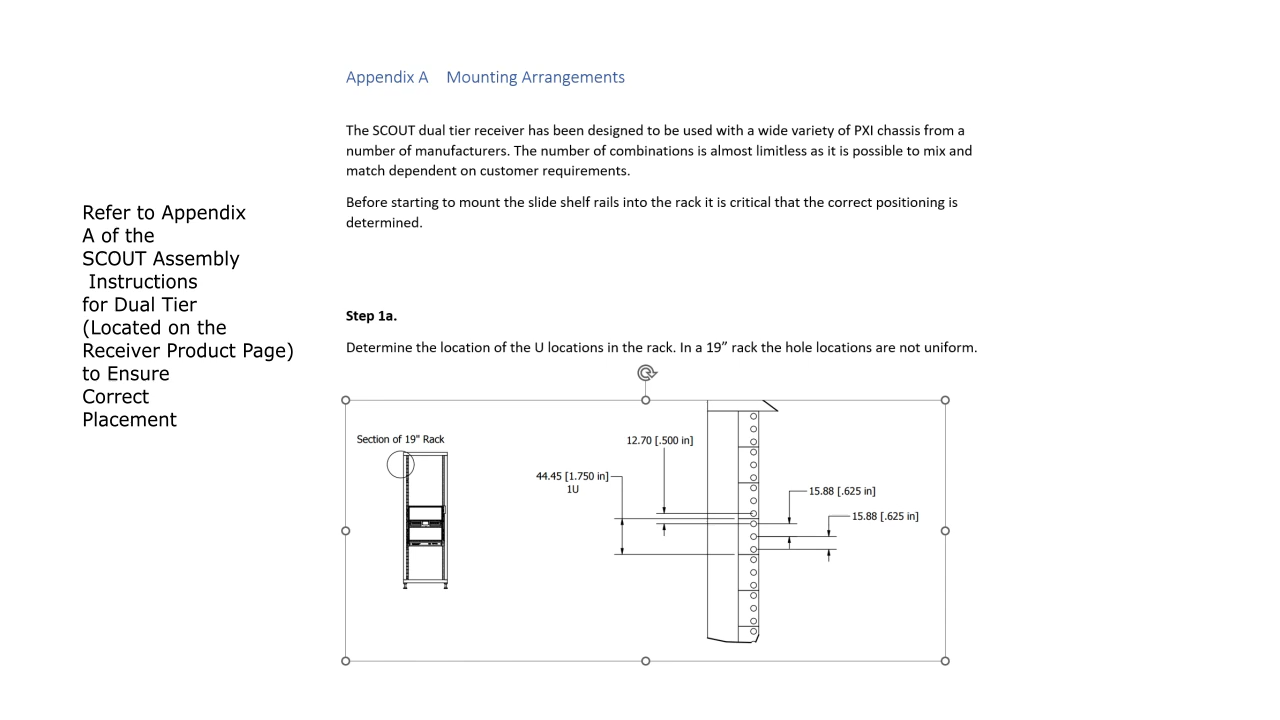 Appendix A    Mounting Arrangements
The SCOUT dual tier receiver has been designed to be used with a wide variety of PXI chassis from a
number of manufacturers. The number of combinations is almost limitless as it is possible to mix and
match dependent on customer requirements.
Before starting to mount the slide shelf rails into the rack it is critical that the correct positioning is
determined.
Refer to Appendix
A of the
SCOUT Assembly
Instructions
for Dual Tier
(Located on the
Receiver Product Page)
to Ensure
Correct
Placement
Step 1a.
Determine the location of the U locations in the rack. In a 19” rack the hole locations are not uniform.
Section of 19" Rack
12.70 [.500 in]
44.45 [1.750 in]
1U
15.88 [.625 in]
15.88 [.625 in]